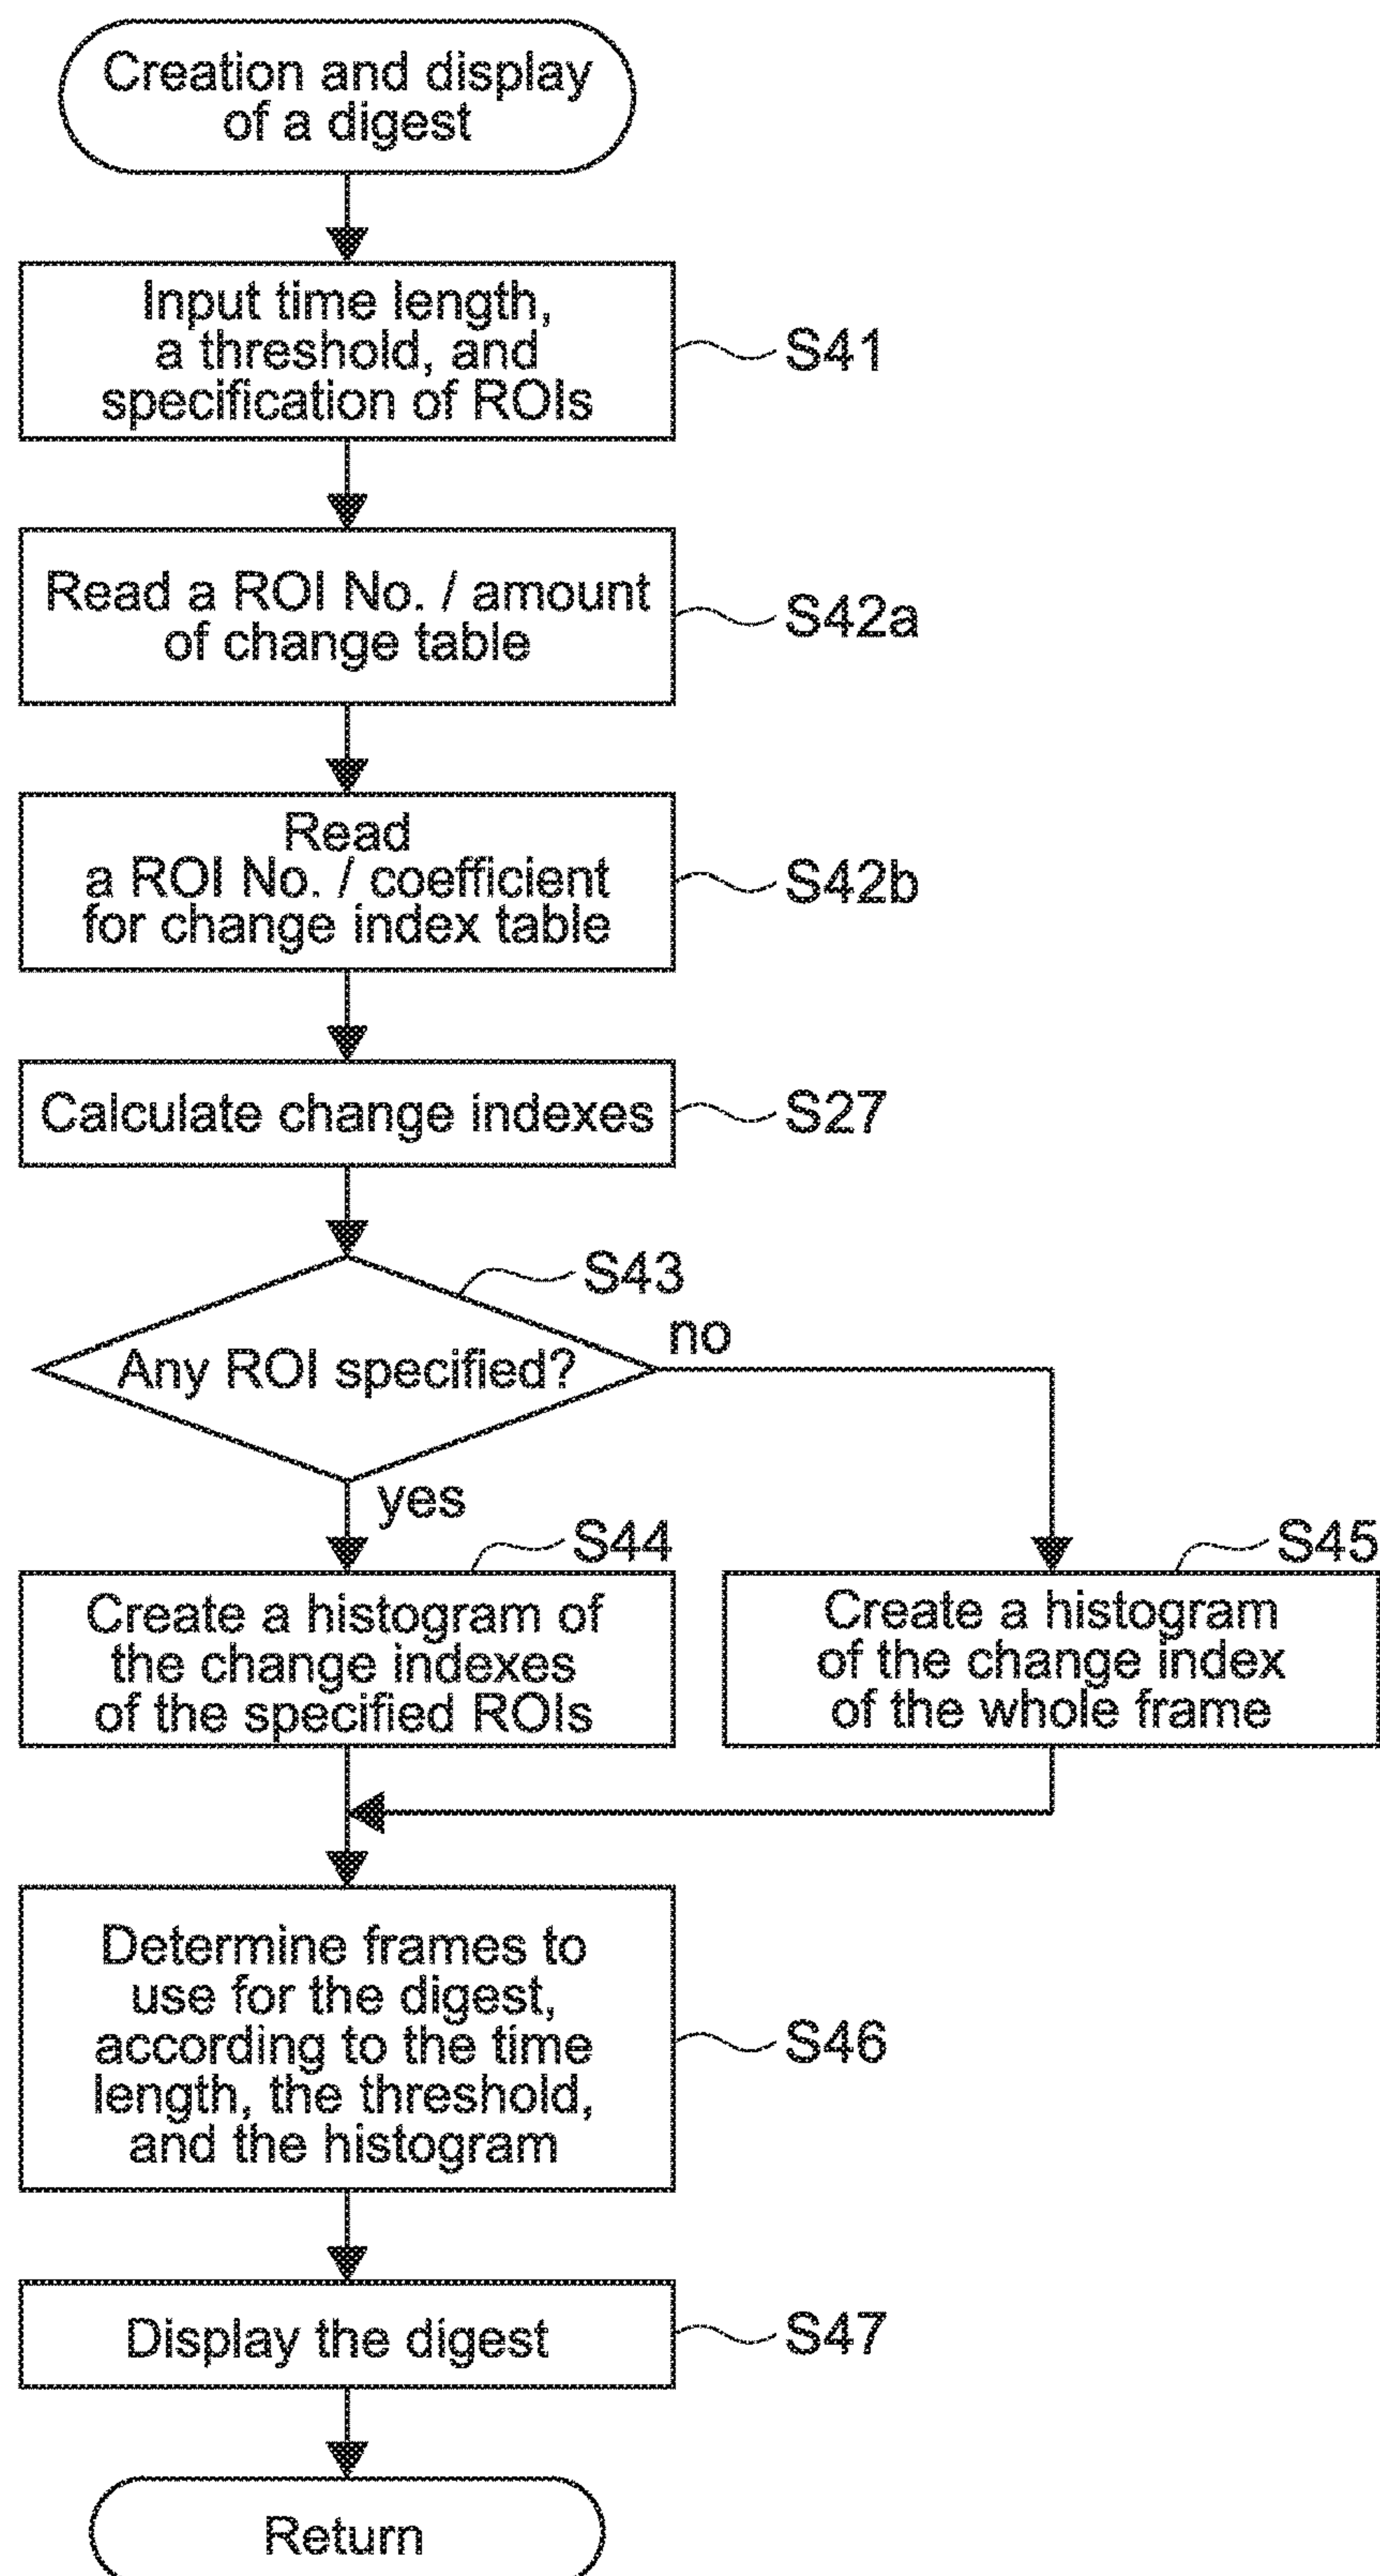 Creation and display
of a digest
Input time length,
a threshold, and
specification of ROIs
S41
Read a ROI No. / amount
of change table
S42a
Read
a ROI No. / coefficient
for change index table
S42b
Calculate change indexes
S27
S43
Any ROI specified?
no
yes
S44
Create a histogram of
the change indexes
of the specified ROIs
S45
Create a histogram
of the change index
of the whole frame
Determine frames to
use for the digest,
according to the time
length, the threshold,
and the histogram
S46
Display the digest
S47
Return